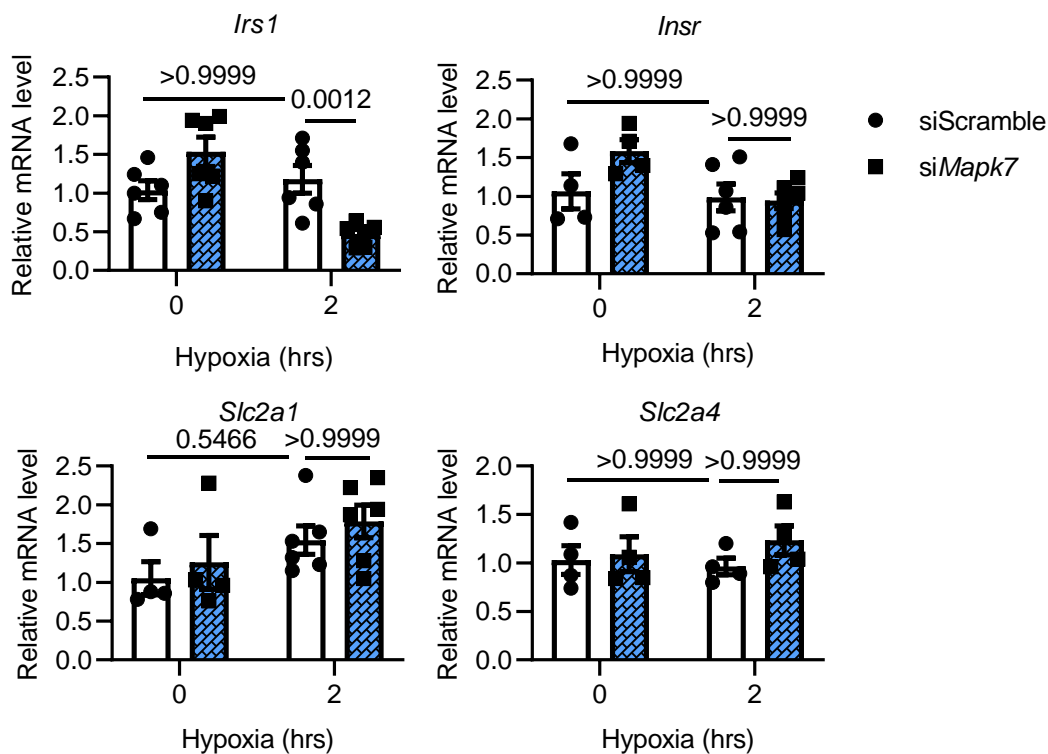 Irs1
Relative mRNA level
2.5
2.0
1.5
1.0
0.5
0.0
>0.9999
0.0012
0
2
Hypoxia (hrs)
Insr
Relative mRNA level
2.5
2.0
1.5
1.0
0.5
0.0
>0.9999
>0.9999
0
2
Hypoxia (hrs)
siScramble
siMapk7
Slc2a1
Relative mRNA level
2.5
2.0
1.5
1.0
0.5
0.0
0.5466
>0.9999
0
2
Hypoxia (hrs)
Slc2a4
Relative mRNA level
2.0
1.5
1.0
0.5
0.0
>0.9999
>0.9999
0
2
Hypoxia (hrs)